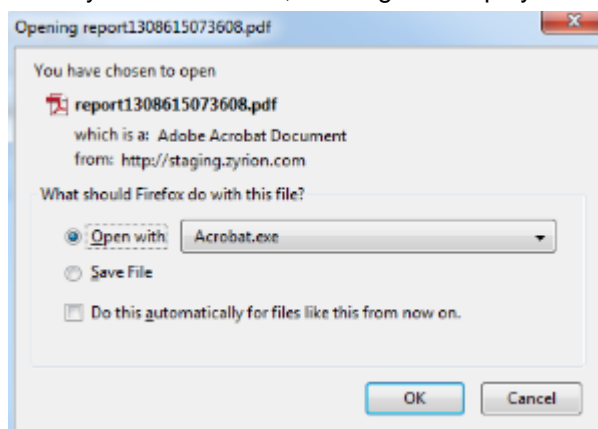 Opening report1308615073608.pdf
You have chosen to open
report1308615073608.pdf
which is a: Adobe Acrobat Document
from: http://staging.zyrion.com
What should Firefox do with this file?
Open with Acrobat.exe
Save File
Do this automatically for files like this from now on.
OK Cancel